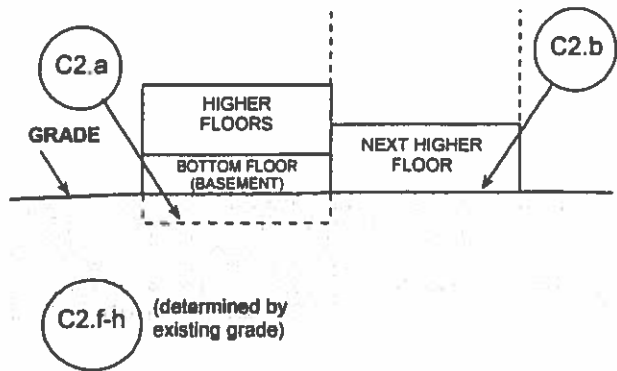 C2.a
C2.b
HIGHER
FLOORS
GRADE
NEXT HIGHER
FLOOR
BOTTOM FLOOR
(BASEMENT)
C2.f-h
(determined by
existing grade)